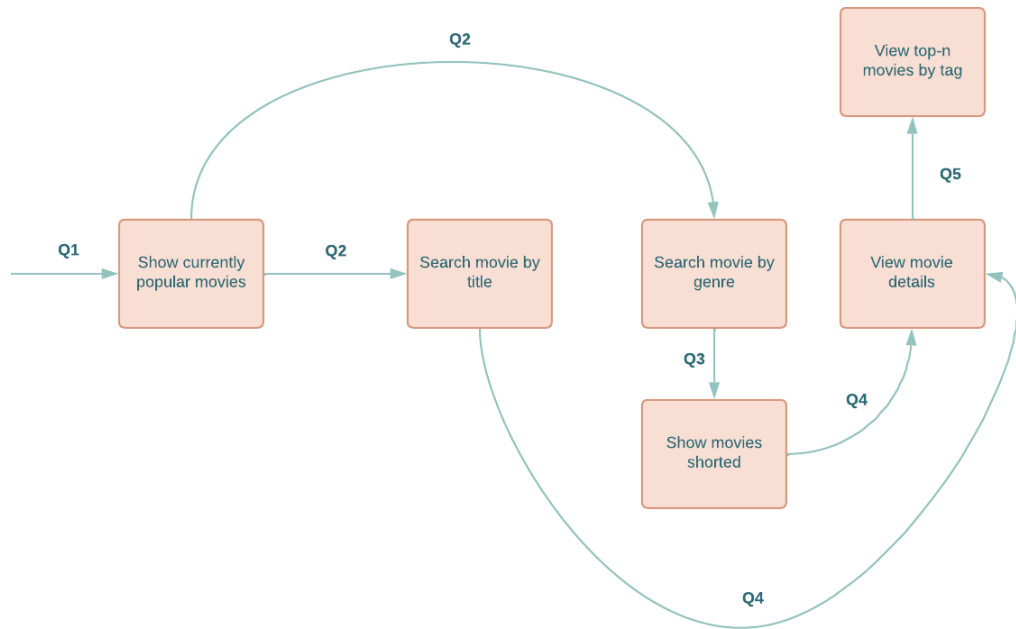 Q2
View top-n
movies by tag
Q5
Q1
Show currently
popular movies
Q2
Search movie by
title
Search movie by
genre
View movie
details
Q3
Q4
Show movies
shorted
Q4